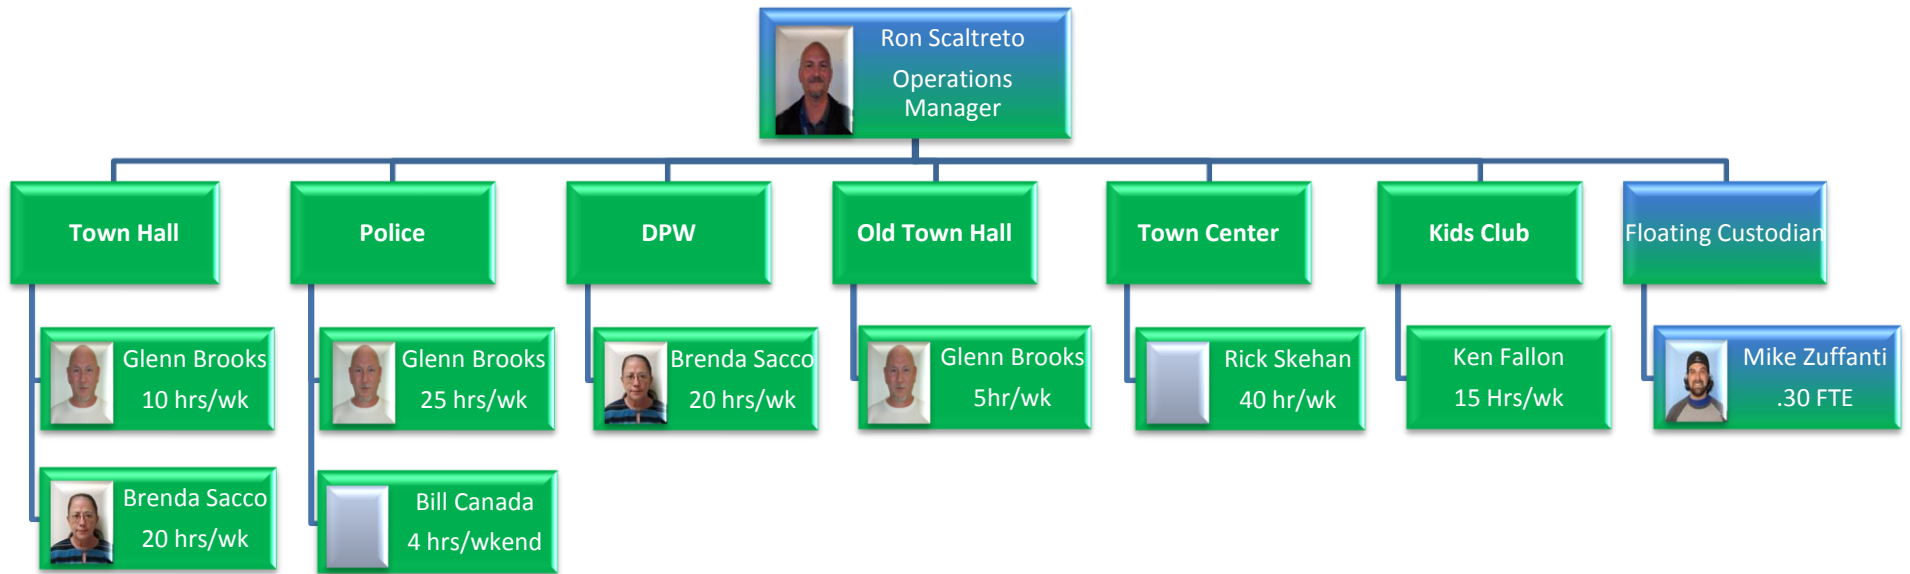 Ron Scaltreto
Operations
Manager
Town Hall
Police
DPW
Old Town Hall
Town Center
Kids Club
Floating Custodian
Glenn Brooks
10 hrs/wk
Glenn Brooks
25 hrs/wk
Brenda Sacco
20 hrs/wk
Glenn Brooks
5hr/wk
Rick Skehan
40 hr/wk
Ken Fallon
15 Hrs/wk
Mike Zuffanti
.30 FTE
Brenda Sacco
20 hrs/wk
Bill Canada
4 hrs/wkend